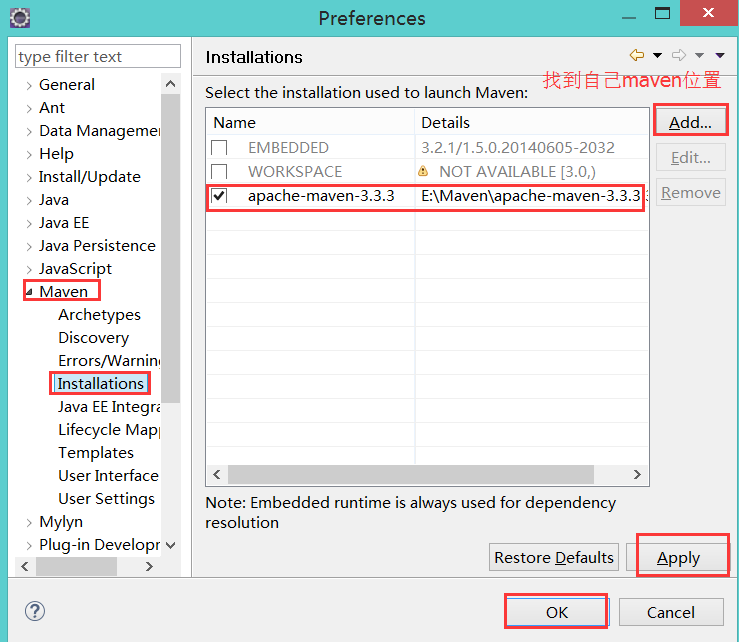 Preferences
type filter text
General
Ant
Data Managemen
Help
Install/Update
Java
Java EE
Java Persistence
JavaScript
Maven
Archetypes
Discovery
Errors/Warning
Installations
Java EE Integra
Lifecycle Mapp
Templates
User Interface
User Settings
Mylyn
Plug-in Developm
Installations
找到自己maven位置
Select the installation used to launch Maven:
Name Details
EMBEDDED 3.2.1/1.5.0.20140605-2032
WORKSPACE NOT AVAILABLE [3.0,)
apache-maven-3.3.3 E:\Maven\apache-maven-3.3.3
Add...
Edit...
Remove
Note: Embedded runtime is always used for dependency
resolution
Restore Defaults Apply
OK Cancel